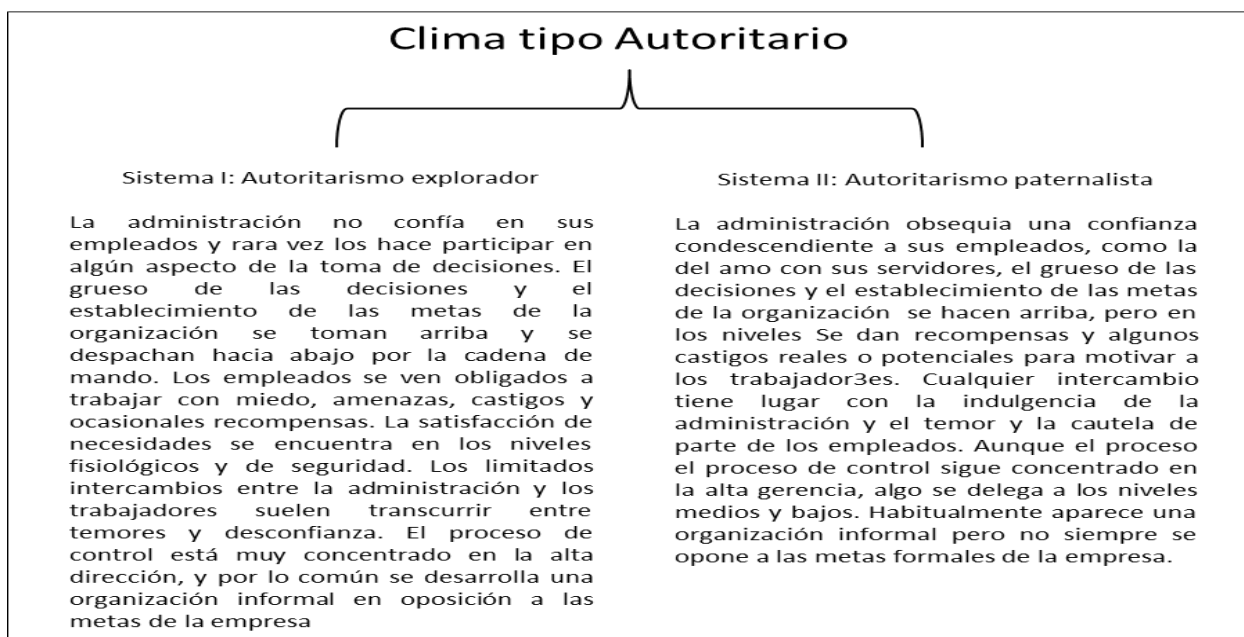 Clima tipo Autoritario
Sistema I: Autoritarismo explorador
La administración no confía en sus
empleados y rara vez los hace participar en
algún aspecto de la toma de decisiones. El
grueso de las decisiones y el
establecimiento de las metas de la
organización se toman arriba y se
despachan hacia abajo por la cadena de
mando. Los empleados se ven obligados a
trabajar con miedo, amenazas, castigos y
ocasionales recompensas. La satisfacción de
necesidades se encuentra en los niveles
fisiológicos y de seguridad. Los limitados
intercambios entre la administración y los
trabajadores suelen transcurrir entre
temores y desconfianza. El proceso de
control está muy concentrado en la alta
dirección, y por lo común se desarrolla una
organización informal en oposición a las
metas de la empresa
Sistema II: Autoritarismo paternalista
La administración obsequia una confianza
condescendiente a sus empleados, como la
del amo con sus servidores, el grueso de las
decisiones y el establecimiento de las metas
de la organización se hacen arriba, pero en
los niveles Se dan recompensas y algunos
castigos reales o potenciales para motivar a
los trabajador3es. Cualquier intercambio
tiene lugar con la indulgencia de la
administración y el temor y la cautela de
parte de los empleados. Aunque el proceso
el proceso de control sigue concentrado en
la alta gerencia, algo se delega a los niveles
medios y bajos. Habitualmente aparece una
organización informal pero no siempre se
opone a las metas formales de la empresa.